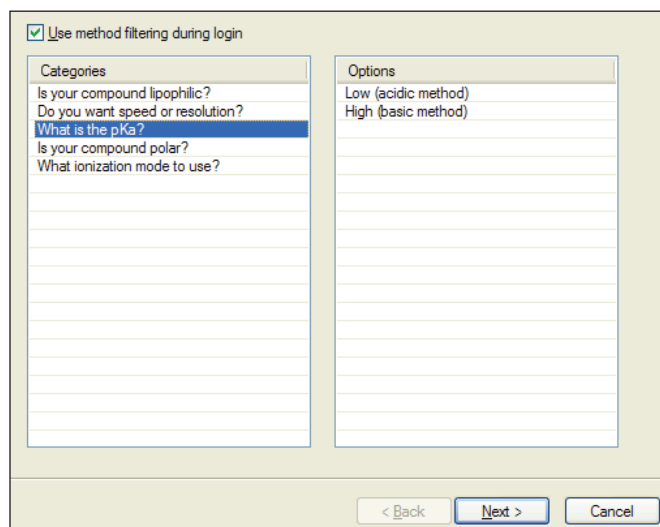 Use method filtering during login
Categories
Is your compound lipophilic?
Do you want speed or resolution?
What is the pKa?
Is your compound polar?
What ionization mode to use?
Options
Low (acidic method)
High (basic method)
< Back
Next >
Cancel